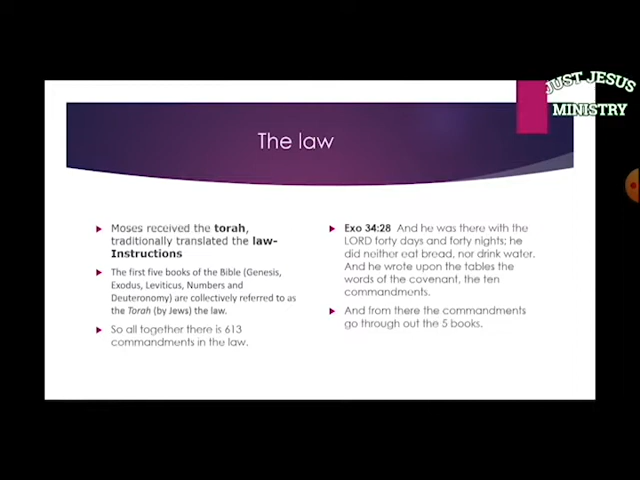 JUST JESUS
MINISTRY
The law
Moses received the torah,
traditionally translated the law-
Instructions
The first five books of the Bible (Genesis,
Exodus, Leviticus, Numbers and
Deuteronomy) are collectively referred to as
the Torah (by Jews) the law.
So all together there is 613
commandments in the law.
Exo 34:28 And he was there with the
LORD forty days and forty nights; he
did neither eat bread, nor drink water.
And he wrote upon the tables the
words of the covenant, the ten
commandments.
And from there the commandments
go through out the 5 books.